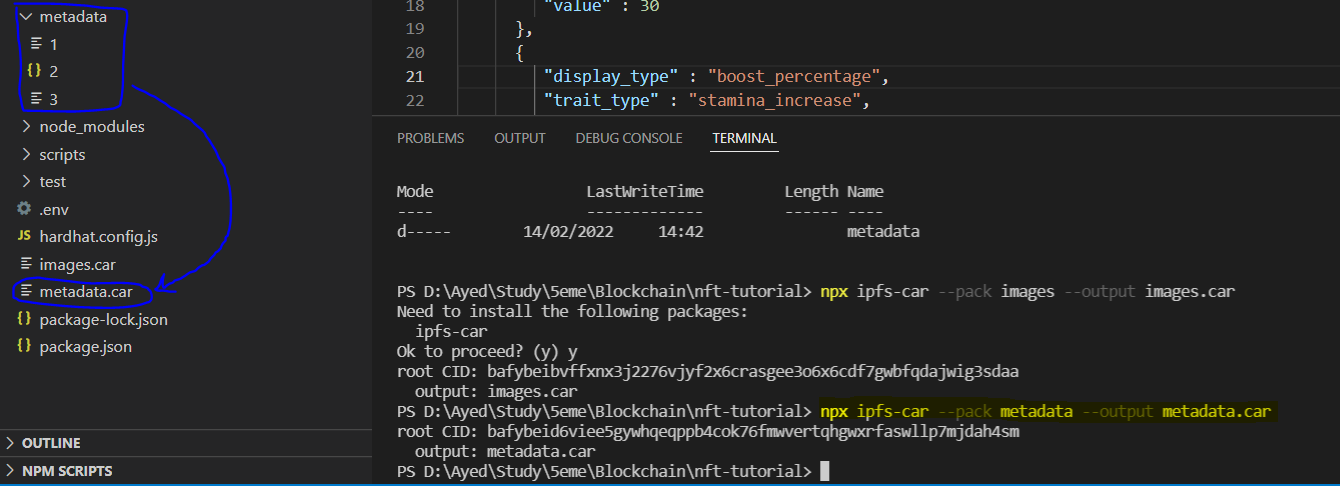 metadata
1
2
3
node_modules
scripts
test
.env
hardhat.config.js
images.car
metadata.car
package-lock.json
package.json
OUTLINE
NPM SCRIPTS
18 "value" : 30
19 },
20 {
21 "display_type" : "boost_percentage",
22 "trait_type" : "stamina_increase",
PROBLEMS OUTPUT DEBUG CONSOLE TERMINAL
Mode LastWriteTime Length Name
---- ------------- ------ ----
d----- 14/02/2022 14:42 metadata
PS D:\Ayed\Study\5eme\Blockchain\nft-tutorial> npx ipfs-car --pack images --output images.car
Need to install the following packages:
ipfs-car
Ok to proceed? (y) y
root CID: bafybeibvffxnx3j2276vjyf2x6crasgee3o6x6cdf7gwbfqdajwig3sdaa
output: images.car
PS D:\Ayed\Study\5eme\Blockchain\nft-tutorial> npx ipfs-car --pack metadata --output metadata.car
root CID: bafybeid6viee5gywhqeqppb4cok76fmwvertqhgwxrfaswllp7mjdah4sm
output: metadata.car
PS D:\Ayed\Study\5eme\Blockchain\nft-tutorial>